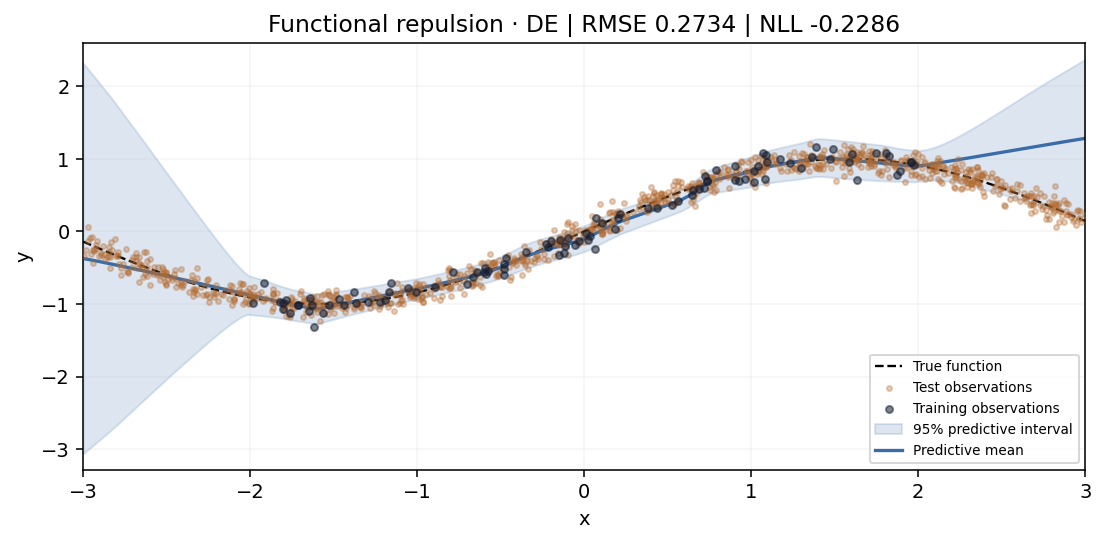 Functional repulsion · DE | RMSE 0.2734 | NLL -0.2286
y
2
1
0
−1
−2
−3
True function
Test observations
Training observations
95% predictive interval
Predictive mean
−3 −2 −1 0 1 2 3
x